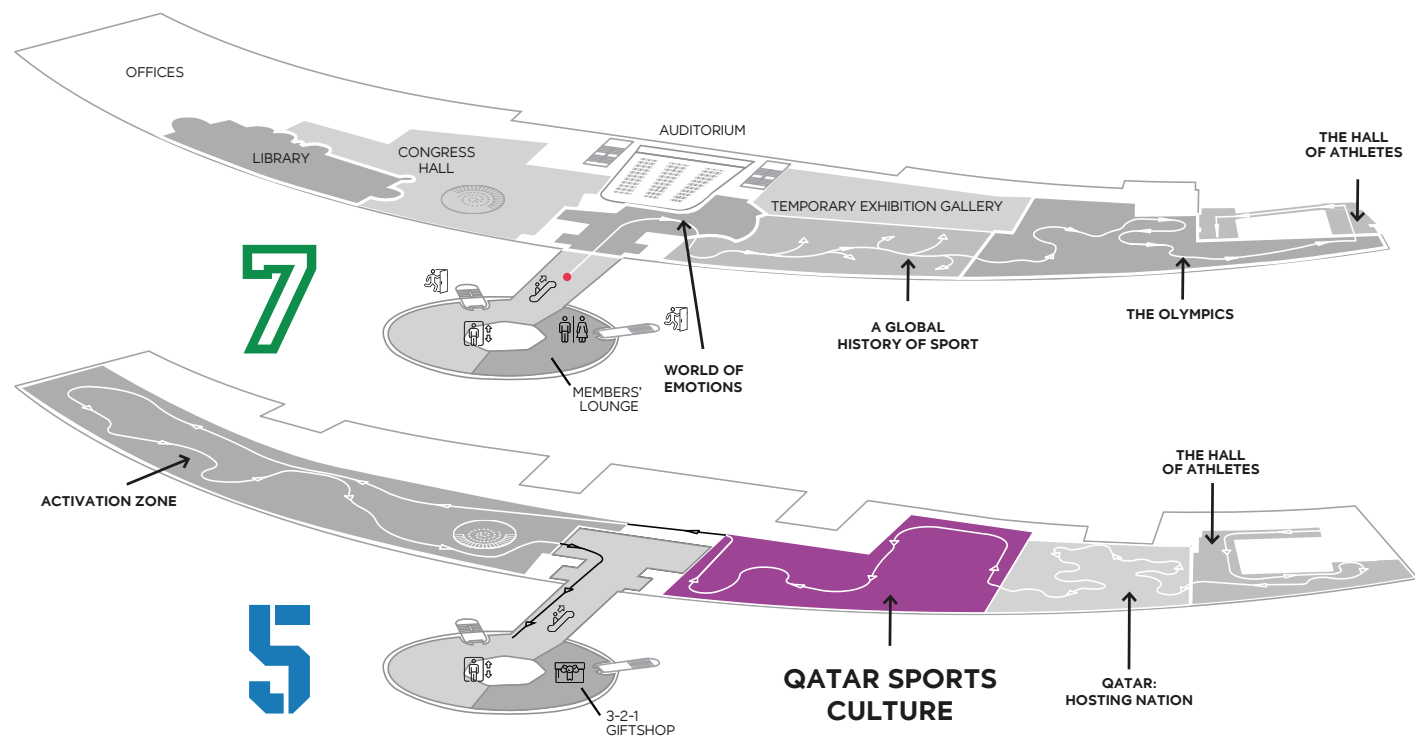 OFFICES
LIBRARY
CONGRESS
HALL
AUDITORIUM
TEMPORARY EXHIBITION GALLERY
THE HALL
OF ATHLETES
7
A GLOBAL
HISTORY OF SPORT
THE OLYMPICS
WORLD OF
EMOTIONS
MEMBERS'
LOUNGE
ACTIVATION ZONE
THE HALL
OF ATHLETES
5
QATAR SPORTS
CULTURE
QATAR:
HOSTING NATION
3-2-1
GIFTSHOP